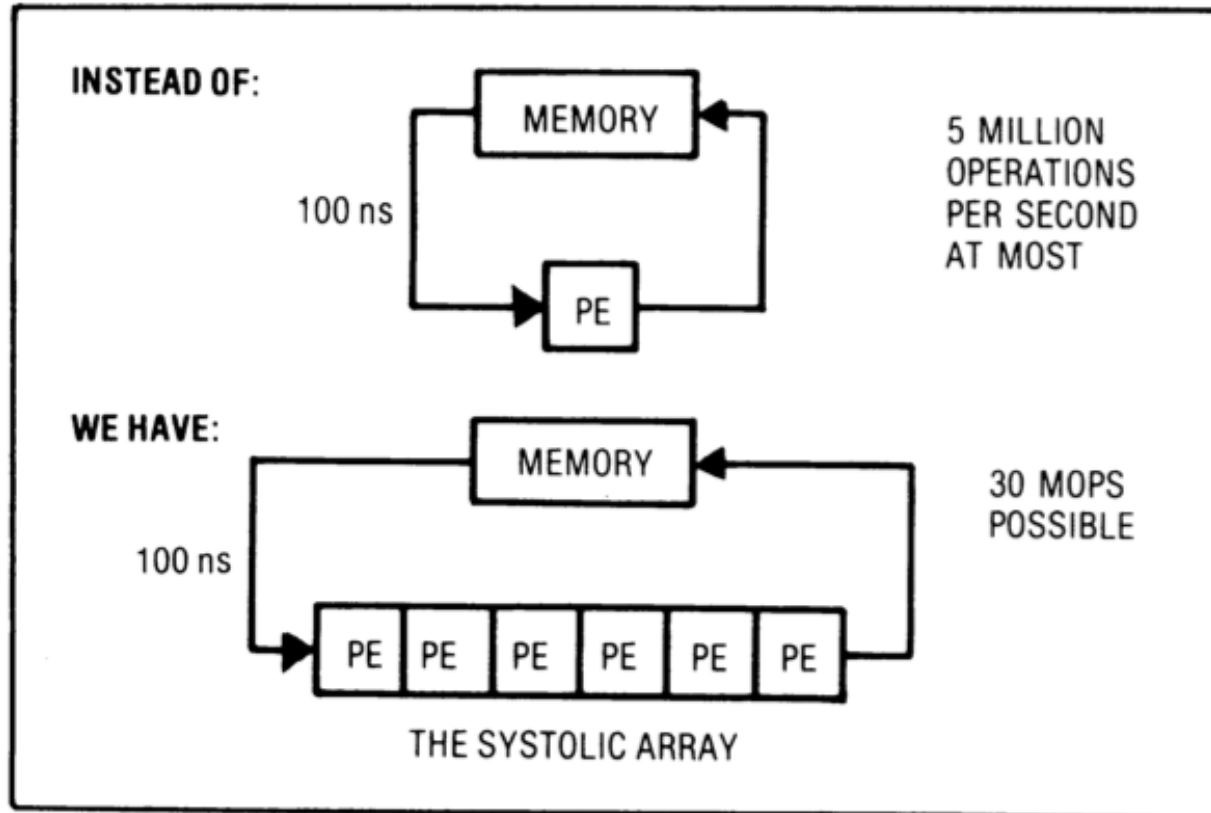 INSTEAD OF:
MEMORY
5 MILLION
OPERATIONS
PER SECOND
AT MOST
100 ns
PE
WE HAVE:
MEMORY
30 MOPS
POSSIBLE
100 ns
PE PE PE PE PE PE
THE SYSTOLIC ARRAY